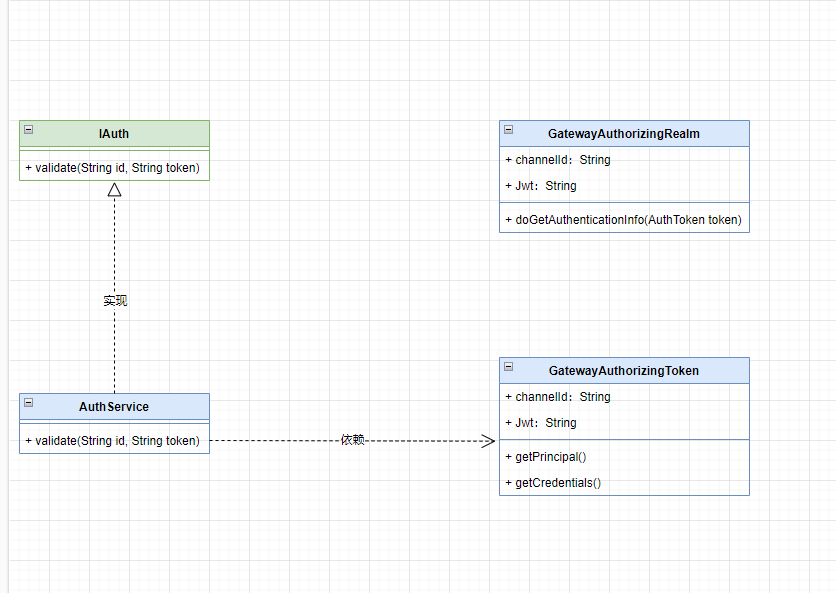 IAuth
+ validate(String id, String token)
实现
AuthService
+ validate(String id, String token)
依赖
GatewayAuthorizingRealm
+ channelId：String
+ Jwt：String
+ doGetAuthenticationInfo(AuthToken token)
GatewayAuthorizingToken
+ channelId：String
+ Jwt：String
+ getPrincipal()
+ getCredentials()